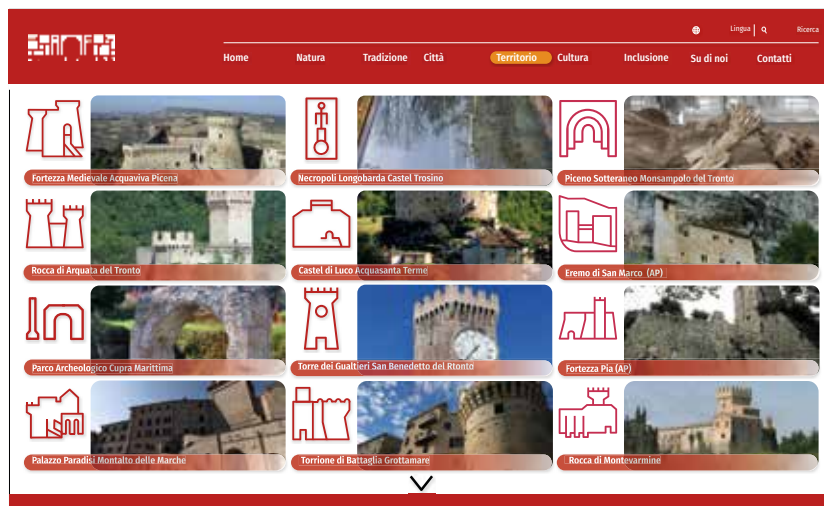 Lingua
Ricerca
Home
Natura
Tradizione
Città
Territorio
Cultura
Inclusione
Su di noi
Contatti
Fortezza Medievale Acquaviva Picena
Necropoli Longobarda Castel Trosino
Piceno Sotteraneo Monsampolo del Tronto
Rocca di Arquata del Tronto
Castel di Luco Acquasanta Terme
Eremo di San Marco (AP)
Parco Archeologico Cupra Marittima
Torre dei Gualtieri San Benedetto del Rtonto
Fortezza Pia (AP)
Palazzo Paradisi Montalto delle Marche
Torrione di Battaglia Grottamare
Rocca di Montevarmine